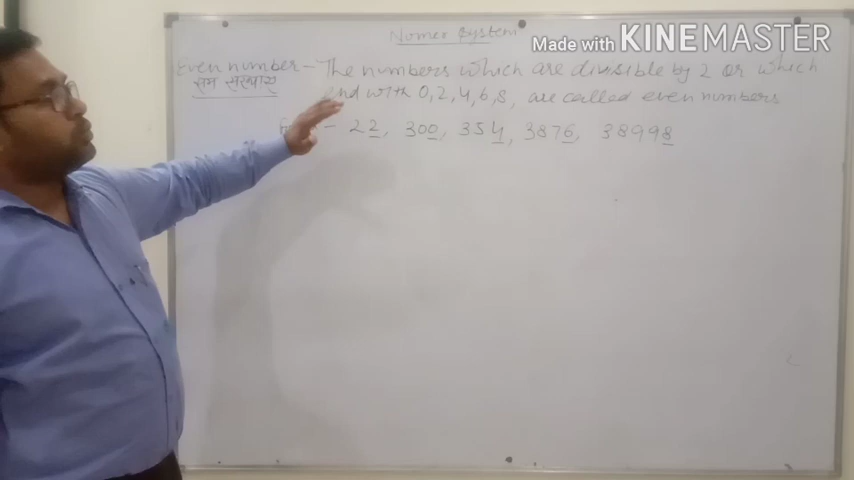 Nomer System
Made with KINEMASTER
Even number - The numbers which are divisible by 2 or which
सम संख्याए end with 0, 2, 4, 6, 8, are called even numbers
- 22, 300, 354, 3876, 38998